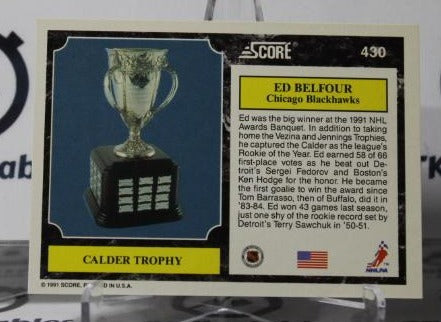 SCORE
430
ED BELFOUR
Chicago Blackhawks
Ed was the big winner at the 1991 NHL
Awards Banquet. In addition to taking
home the Vezina and Jennings Trophies,
he captured the Calder as the league's
Rookie of the Year. Ed earned 58 of 66
first-place votes as he beat out De-
troit's Sergei Fedorov and Boston's
Ken Hodge for the honor. He became
the first goalie to win the award since
Tom Barrasso, then of Buffalo, did it in
'83-84. Ed won 43 games last season,
just one shy of the rookie record set by
Detroit's Terry Sawchuk in '50-51.
CALDER TROPHY
NHLPA
© 1991 SCORE, PRINTED IN U.S.A.